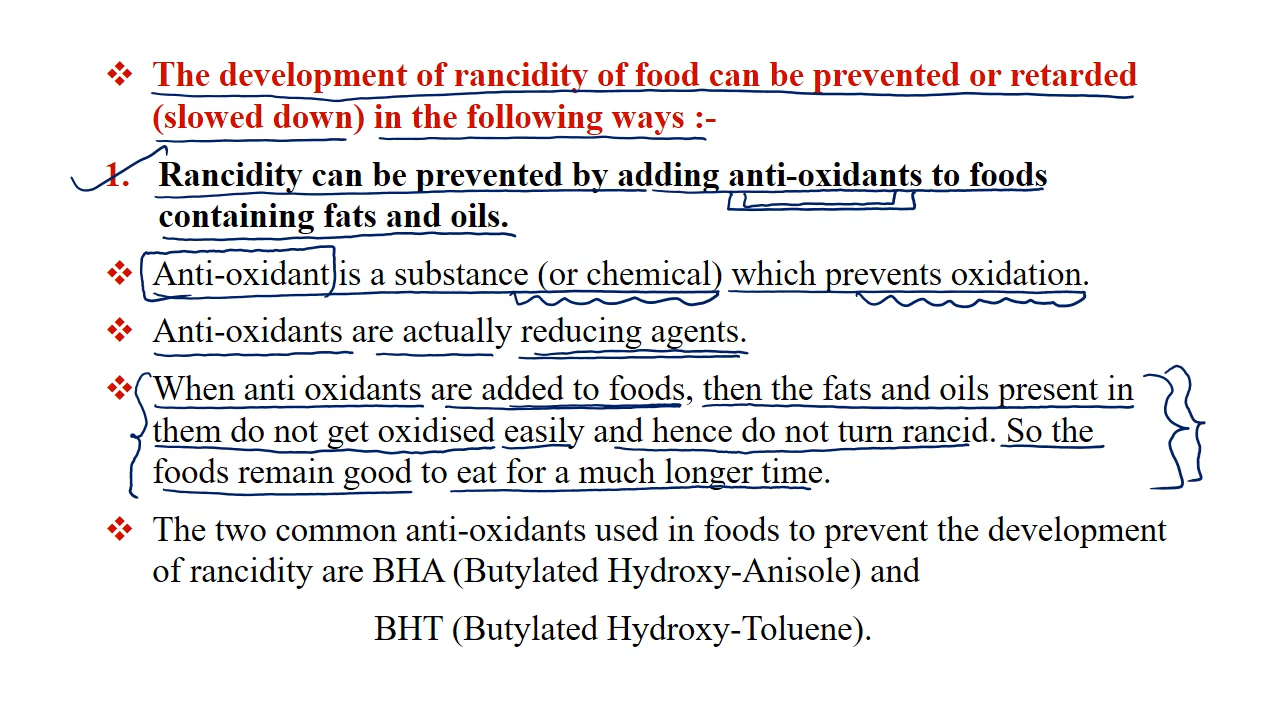 ❖ The development of rancidity of food can be prevented or retarded
(slowed down) in the following ways :-
1. Rancidity can be prevented by adding anti-oxidants to foods
containing fats and oils.
❖ Anti-oxidant is a substance (or chemical) which prevents oxidation.
❖ Anti-oxidants are actually reducing agents.
❖ When anti oxidants are added to foods, then the fats and oils present in
them do not get oxidised easily and hence do not turn rancid. So the
foods remain good to eat for a much longer time.
❖ The two common anti-oxidants used in foods to prevent the development
of rancidity are BHA (Butylated Hydroxy-Anisole) and
BHT (Butylated Hydroxy-Toluene).